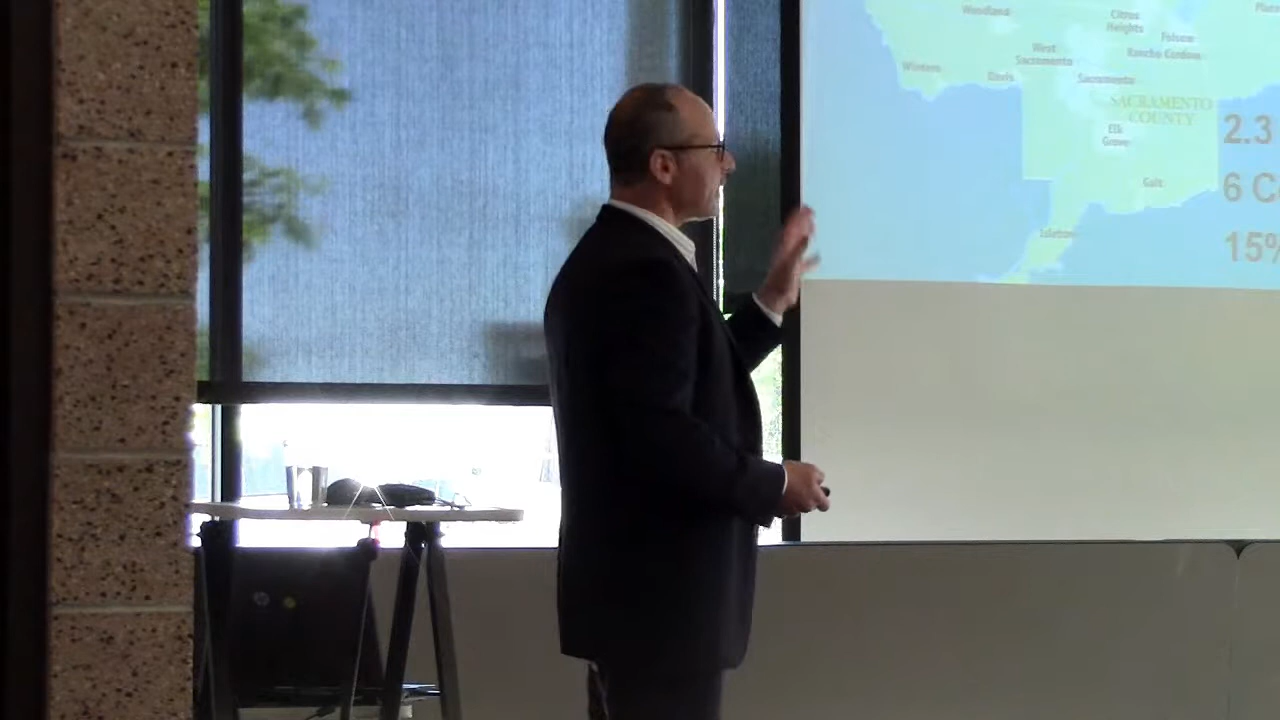 Woodland
Citrus
Heights
Folsom
West
Sacramento
Rancho Cordova
Winters
Davis
Sacramento
SACRAMENTO
COUNTY
Elk
Grove
Galt
Isleton
2.3
6 C
15%